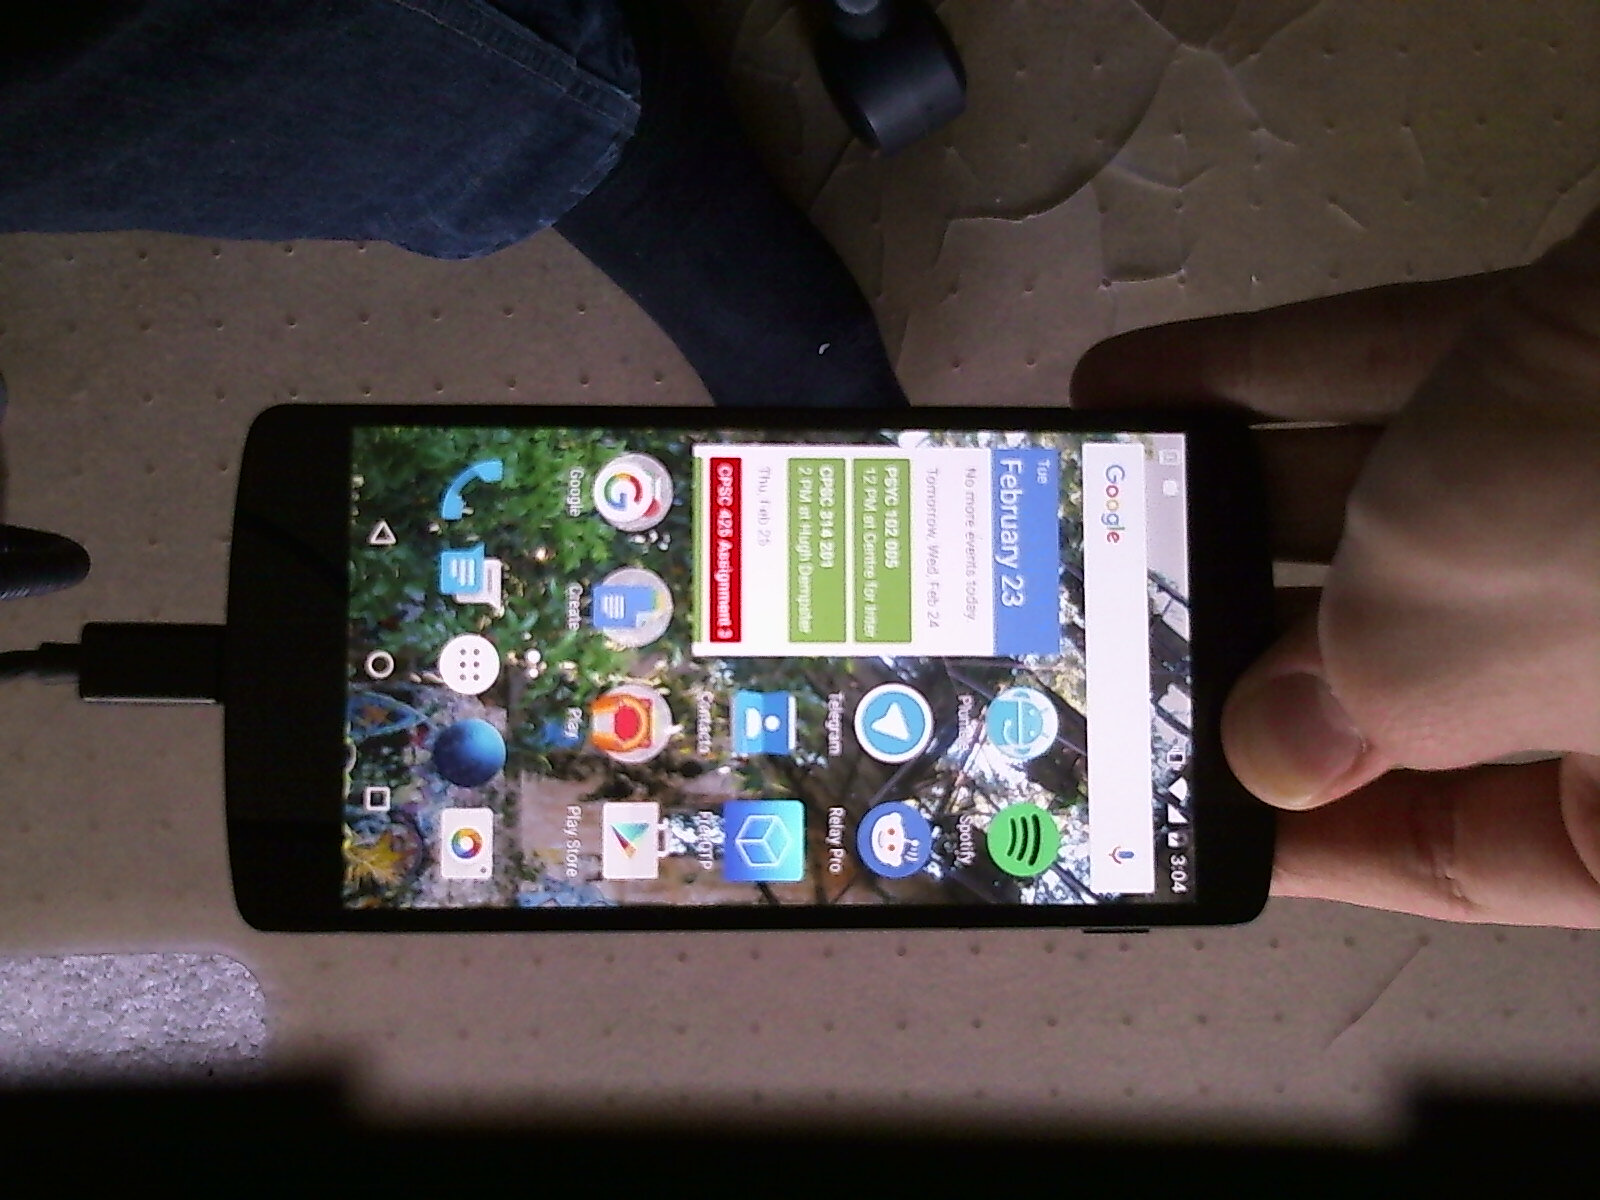 3:04
Google
Tue
February 23
No more events today
Tomorrow, Wed, Feb 24
PSYC 102 005
12 PM at Centre for Inter
CPSC 314 201
2 PM at Hugh Dempster
Thu, Feb 25
CPSC 425 Assignment 3
Spotify
Telegram
Relay Pro
Contacts
Google
Create
Play
Play Store